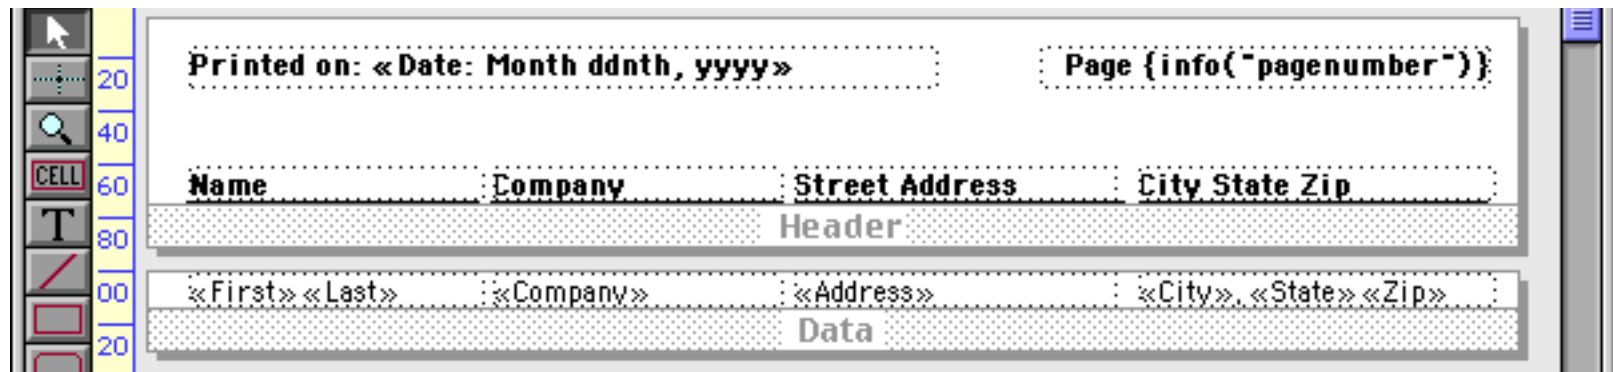 Printed on: «Date: Month ddnth, yyyy» Page {info("pagenumber")}
20
40
CELL
60
Name Company Street Address City State Zip
T
80
Header
00
«First» «Last» «Company» «Address» «City», «State» «Zip»
20
Data